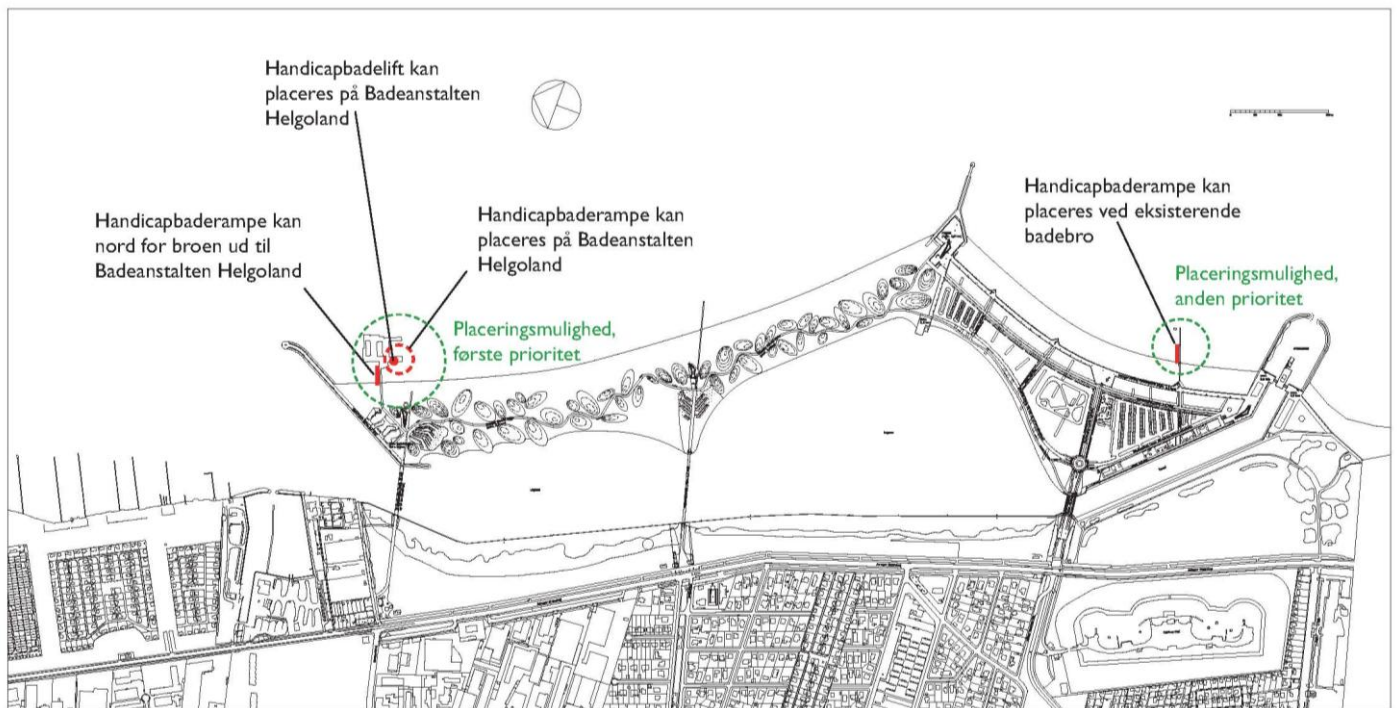 Handicapbadelift kan
placeres på Badeanstalten
Helgoland
Handicapbaderampe kan
nord for broen ud til
Badeanstalten Helgoland
Handicapbaderampe kan
placeres på Badeanstalten
Helgoland
Placeringsmulighed,
første prioritet
Handicapbaderampe kan
placeres ved eksisterende
badebro
Placeringsmulighed,
anden prioritet